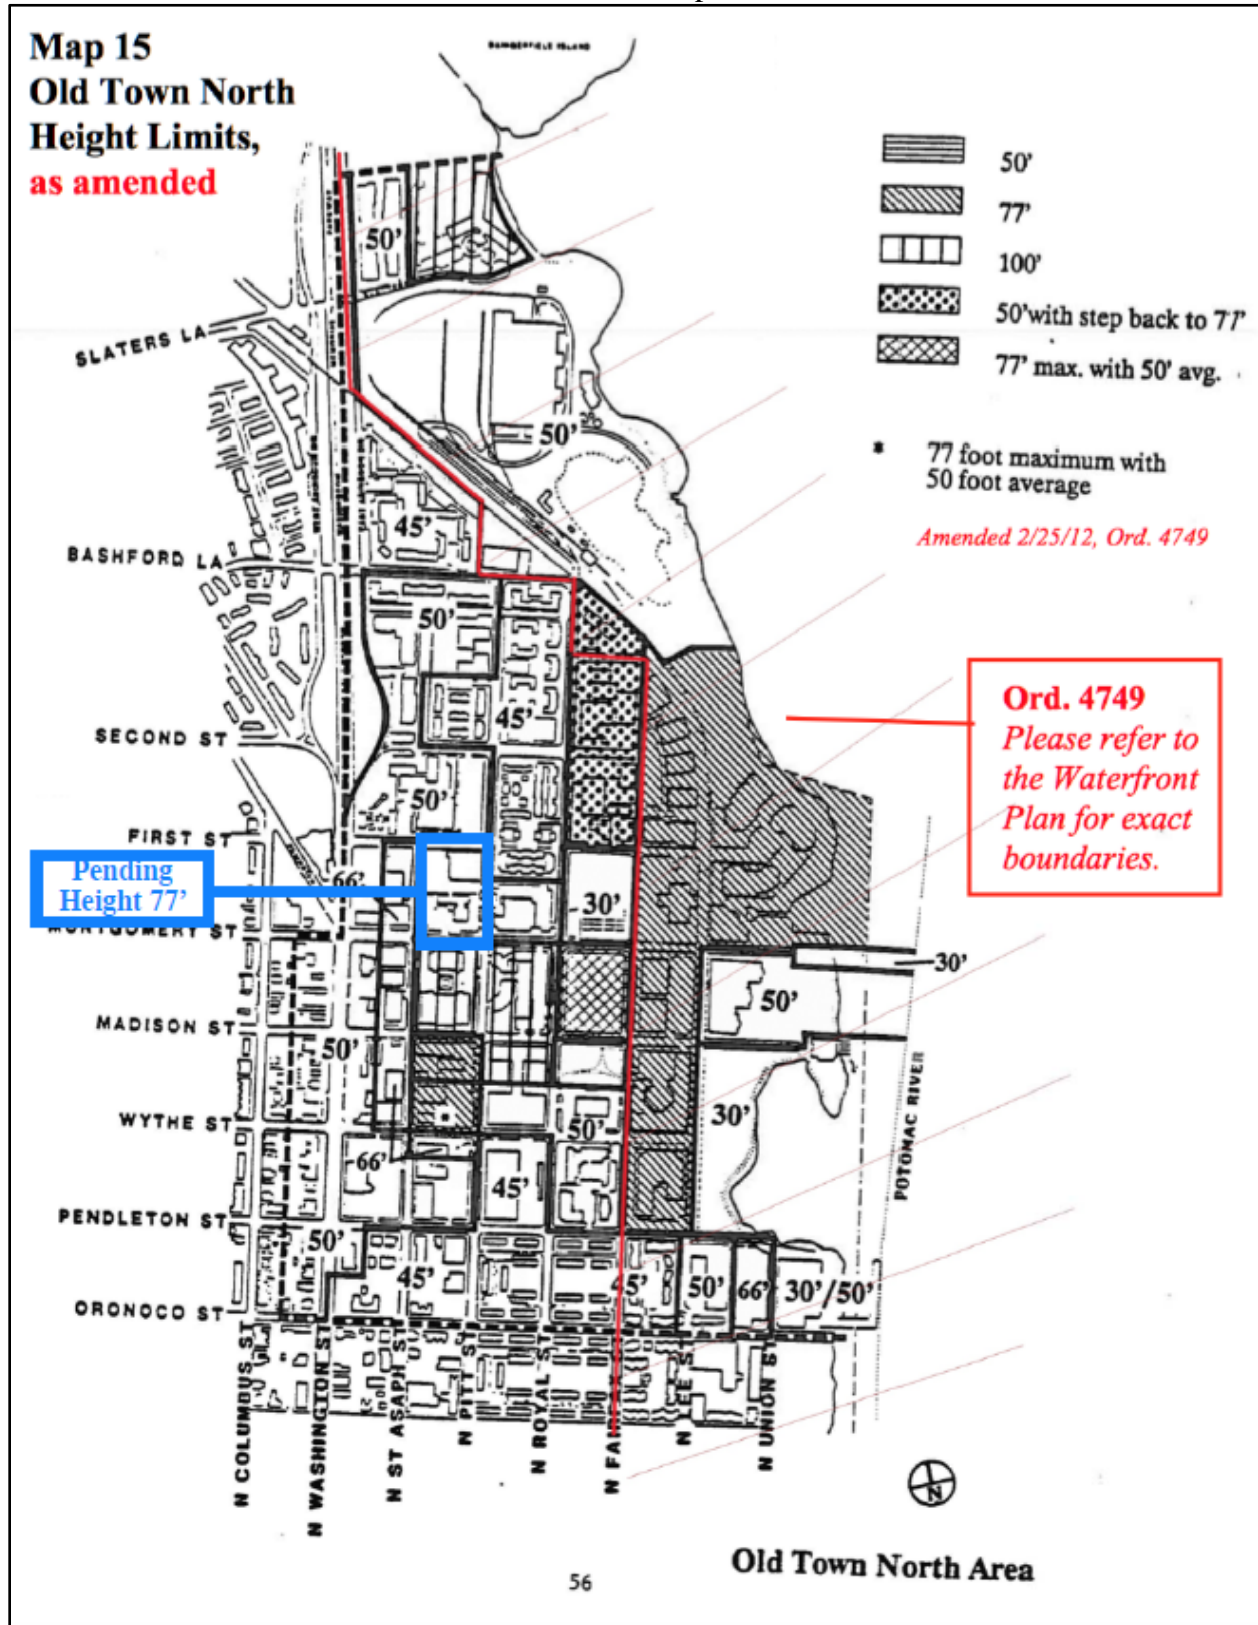 Map 15
Old Town North
Height Limits,
as amended
50'
77'
100'
50'with step back to 77'
77' max. with 50' avg.
* 77 foot maximum with
50 foot average
Amended 2/25/12, Ord. 4749
Ord. 4749
Please refer to
the Waterfront
Plan for exact
boundaries.
Pending
Height 77'
50'
SLATERS LA
50'
45'
BASHFORD LA
50'
45'
SECOND ST
50'
FIRST ST
66'
30'
MONTGOMERY ST
30'
50'
MADISON ST
50'
*
WYTHE ST
50'
30'
66'
45'
POTOMAC RIVER
PENDLETON ST
50'
45'
45'
50'
66'
30'/50'
ORONOCO ST
N COLUMBUS ST
N WASHINGTON ST
N ST ASAPH ST
N PITT ST
N ROYAL ST
N LEE ST
N UNION ST
N
Old Town North Area
56